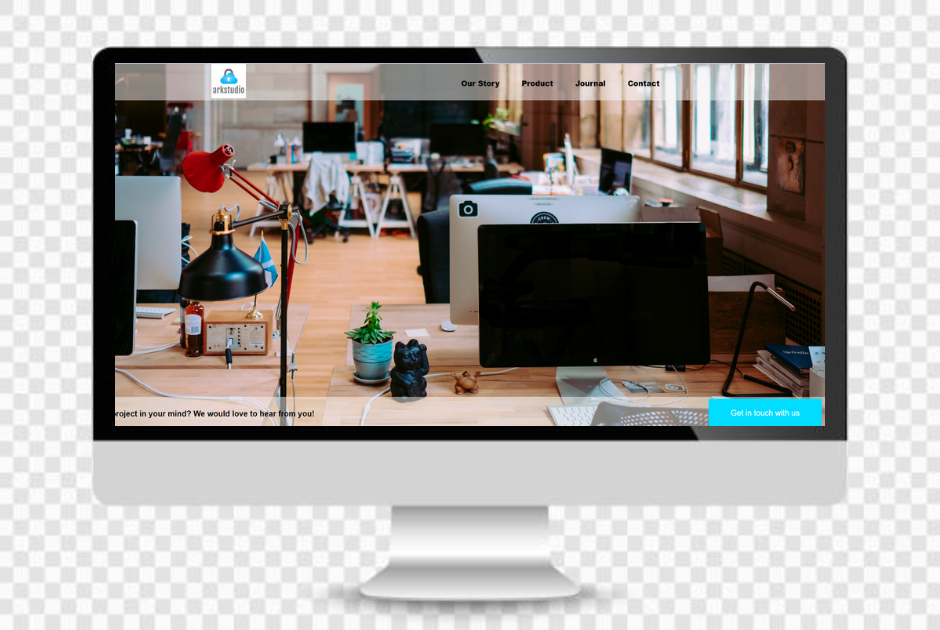 arkstudio
Our Story Product Journal Contact
project in your mind? We would love to hear from you!
Get in touch with us